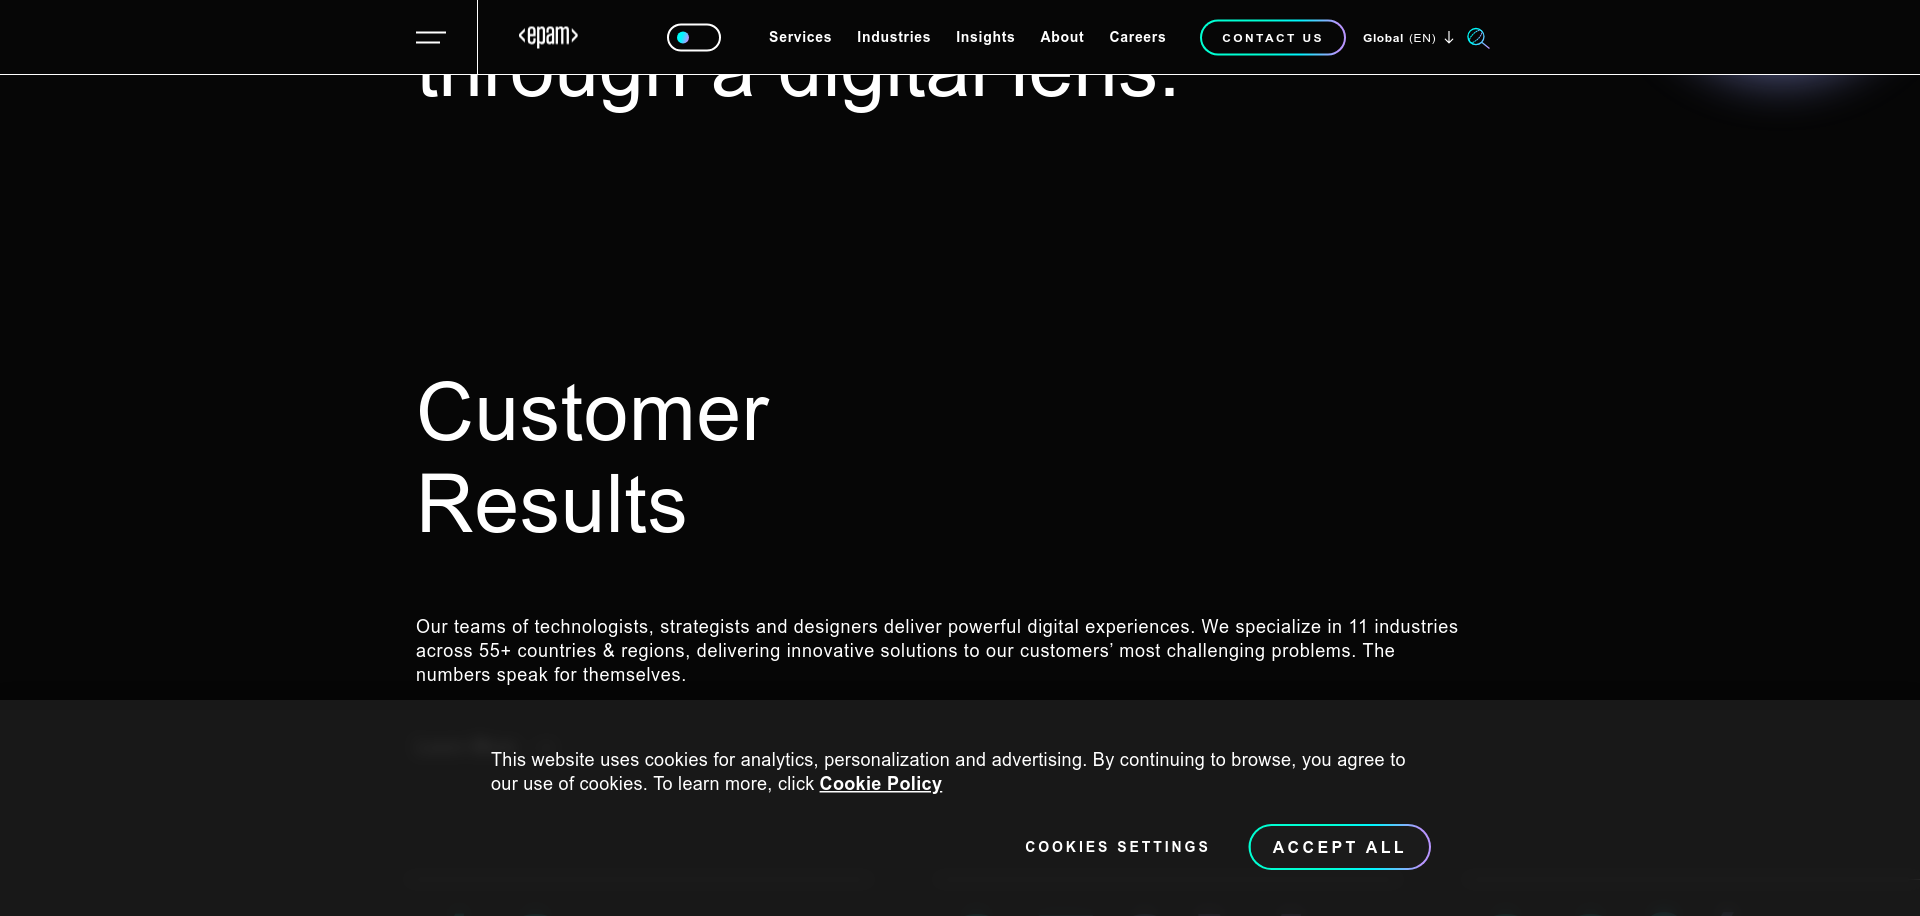 <epam>
Services
Industries
Insights
About
Careers
CONTACT US
Global (EN)
through a digital lens.
Customer
Results
Our teams of technologists, strategists and designers deliver powerful digital experiences. We specialize in 11 industries
across 55+ countries & regions, delivering innovative solutions to our customers’ most challenging problems. The
numbers speak for themselves.
This website uses cookies for analytics, personalization and advertising. By continuing to browse, you agree to
our use of cookies. To learn more, click Cookie Policy
COOKIES SETTINGS
ACCEPT ALL